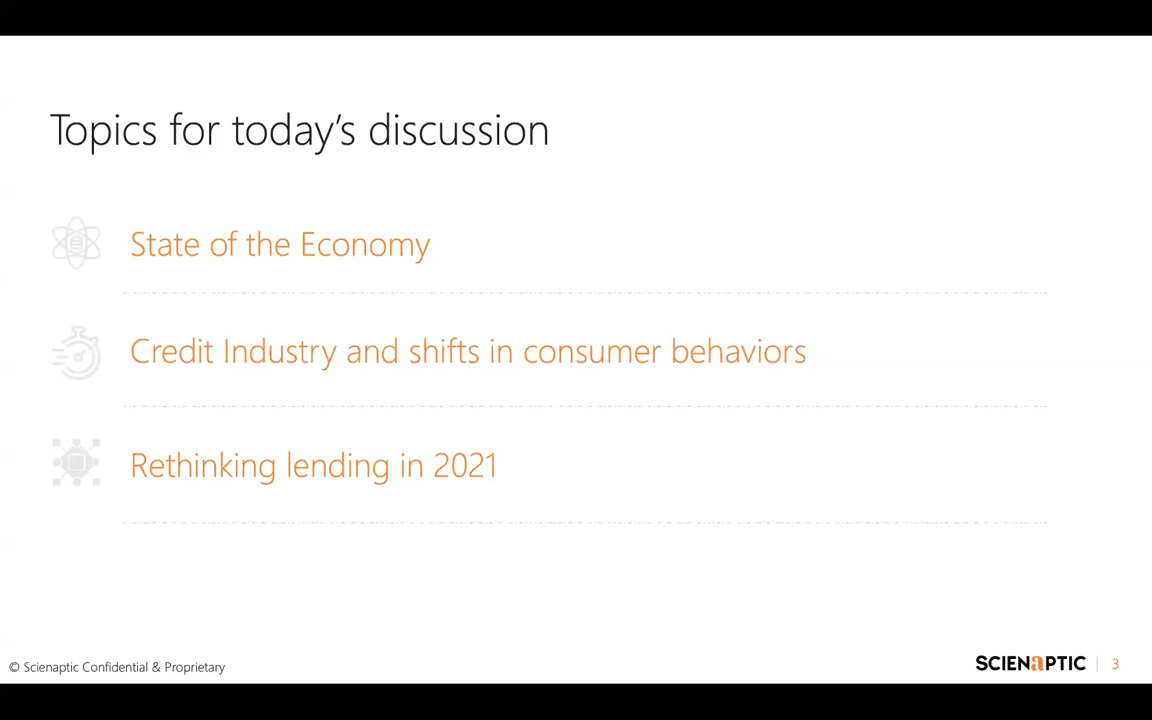 Topics for today's discussion
State of the Economy
Credit Industry and shifts in consumer behaviors
Rethinking lending in 2021
© Scienaptic Confidential & Proprietary
SCIENaPTIC
3